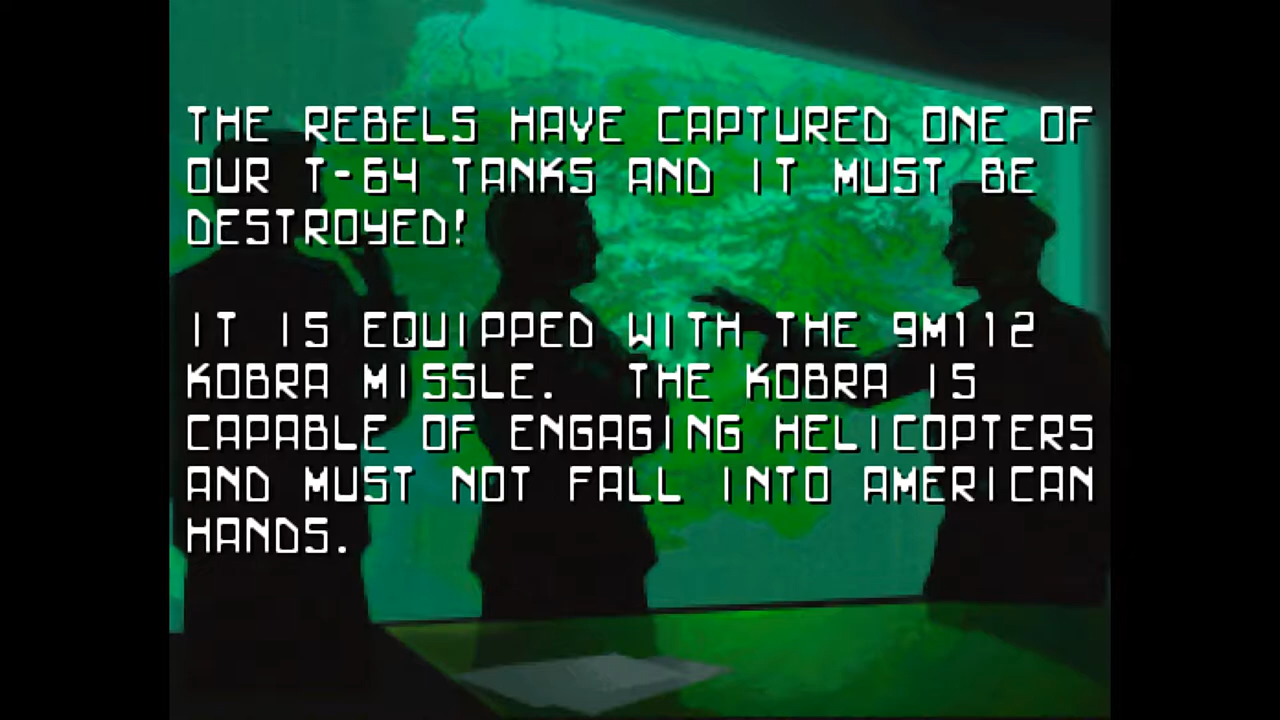 THE REBELS HAVE CAPTURED ONE OF
OUR T-64 TANKS AND IT MUST BE
DESTROYED!
IT IS EQUIPPED WITH THE 9M112
KOBRA MISSLE. THE KOBRA IS
CAPABLE OF ENGAGING HELICOPTERS
AND MUST NOT FALL INTO AMERICAN
HANDS.